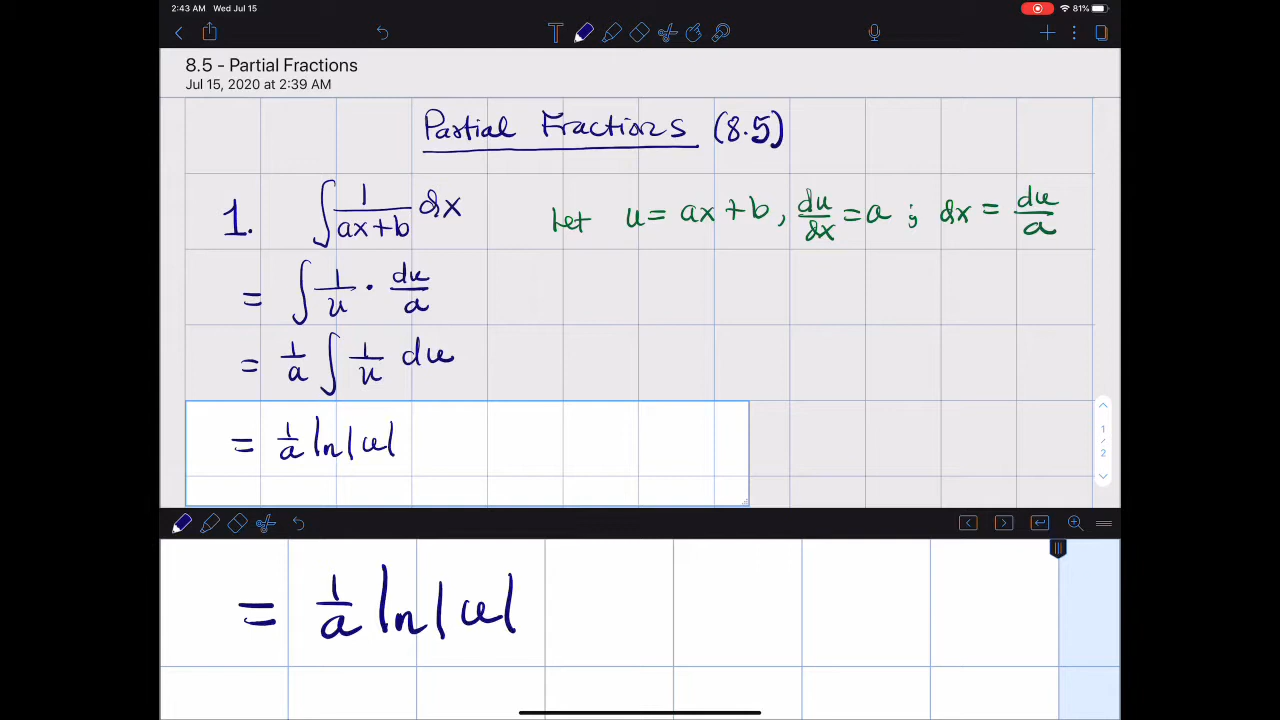 2:43 AM Wed Jul 15
81%
8.5 - Partial Fractions
Jul 15, 2020 at 2:39 AM
Partial Fractions (8.5)
1. ∫ 1/(ax+b) dx Let u = ax+b, du/dx = a ; dx = du/a
= ∫ 1/u · du/a
= 1/a ∫ 1/u du
= 1/a ln|u|
1
2
= 1/a ln|u|